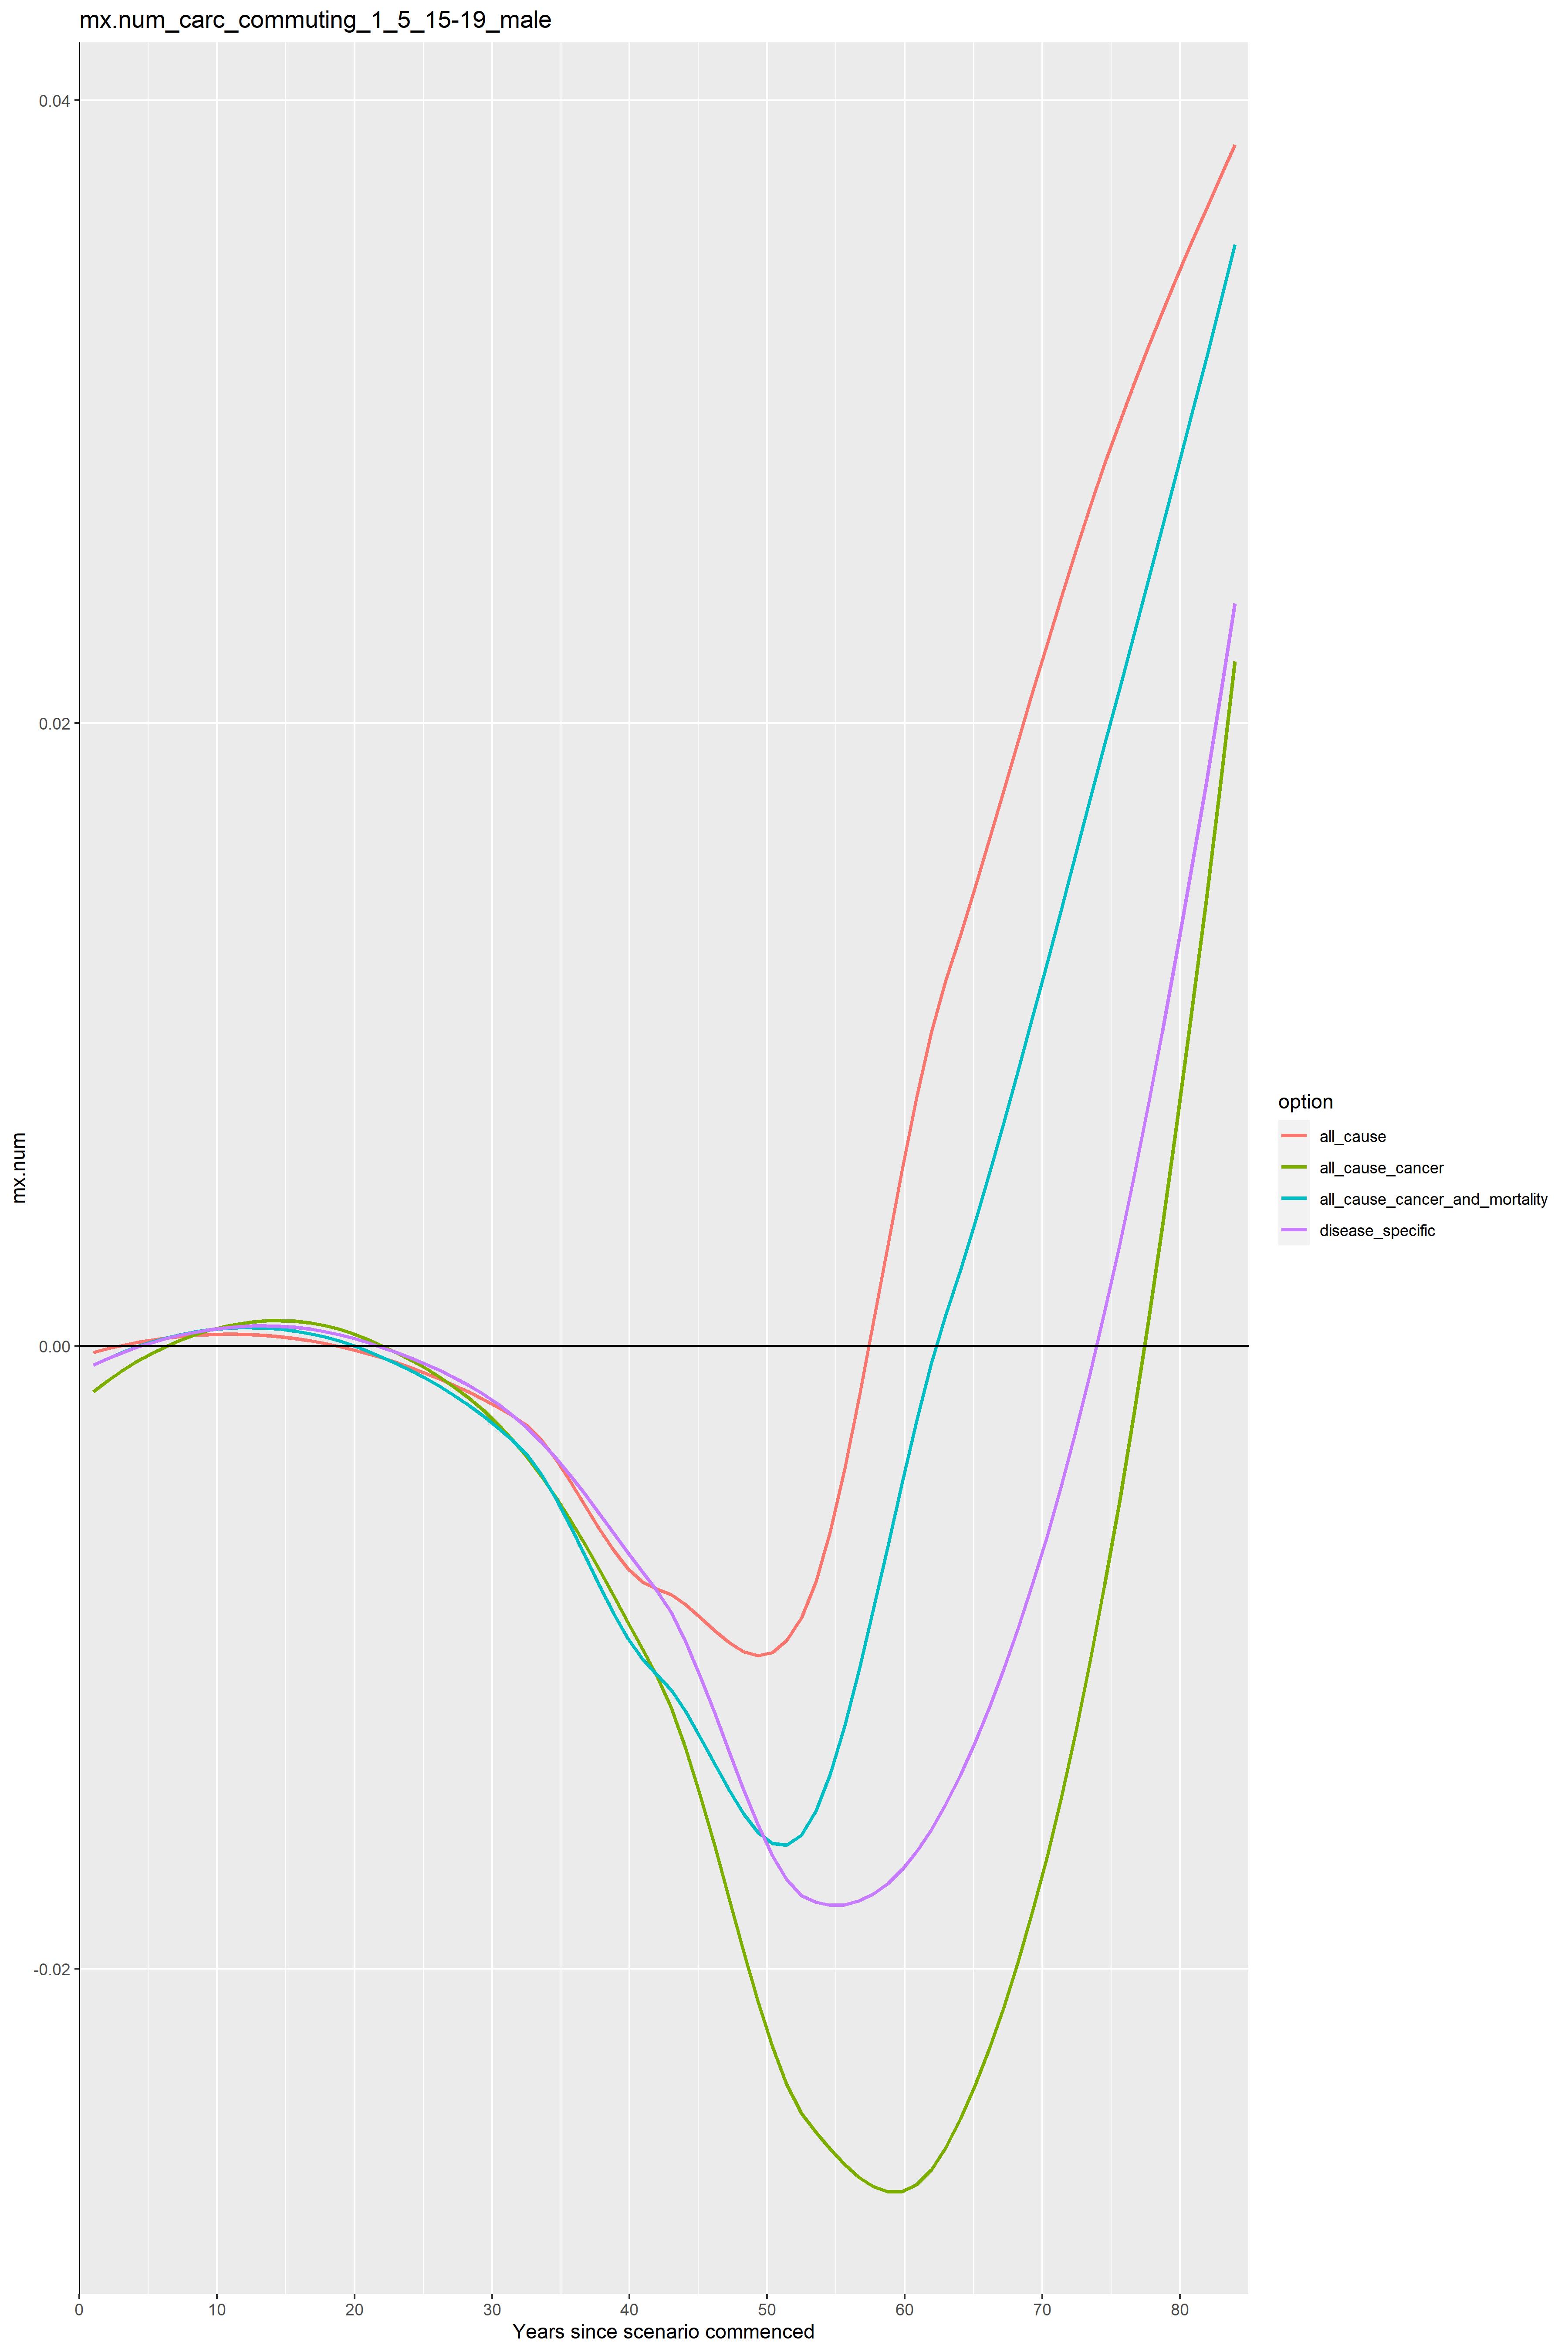 mx.num_carc_commuting_1_5_15-19_male
0.04
0.02
0.00
-0.02
mx.num
0 10 20 30 40 50 60 70 80
Years since scenario commenced
option
all_cause
all_cause_cancer
all_cause_cancer_and_mortality
disease_specific